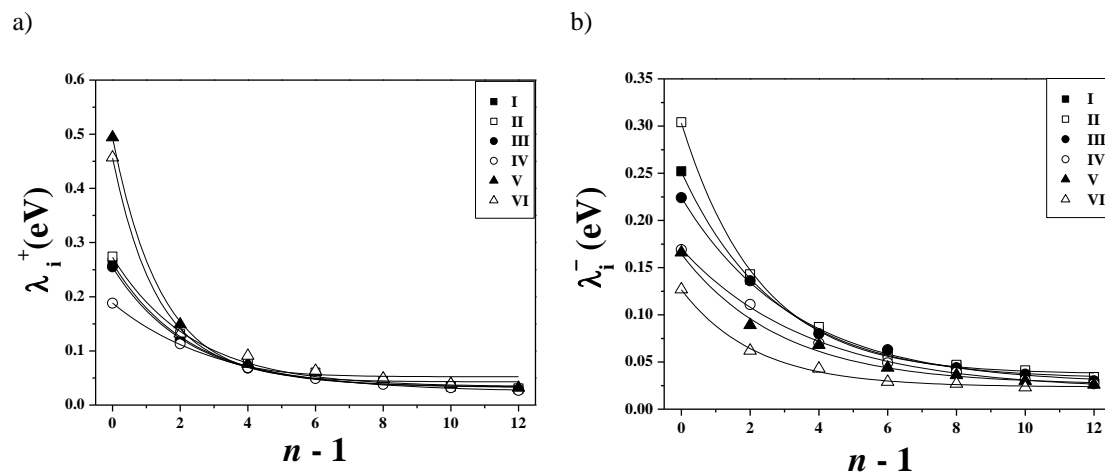 a)
b)
0.6
0.5
0.4
0.3
0.2
0.1
0.0
λ i + (eV)
0 2 4 6 8 10 12
n - 1
I
II
III
IV
V
VI
0.35
0.30
0.25
0.20
0.15
0.10
0.05
0.00
λ i − (eV)
0 2 4 6 8 10 12
n - 1
I
II
III
IV
V
VI